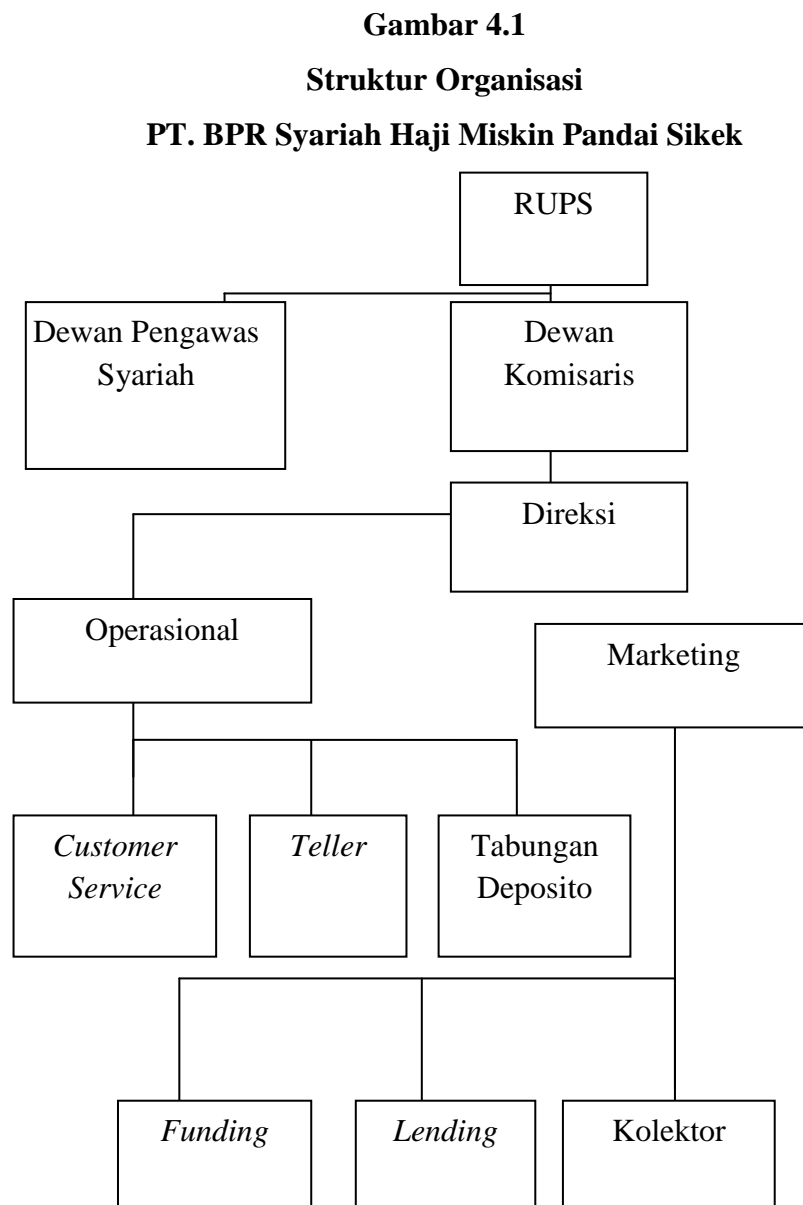 Gambar 4.1
Struktur Organisasi
PT. BPR Syariah Haji Miskin Pandai Sikek
RUPS
Dewan Pengawas
Syariah
Dewan
Komisaris
Direksi
Operasional
Marketing
Customer
Service
Teller
Tabungan
Deposito
Funding
Lending
Kolektor